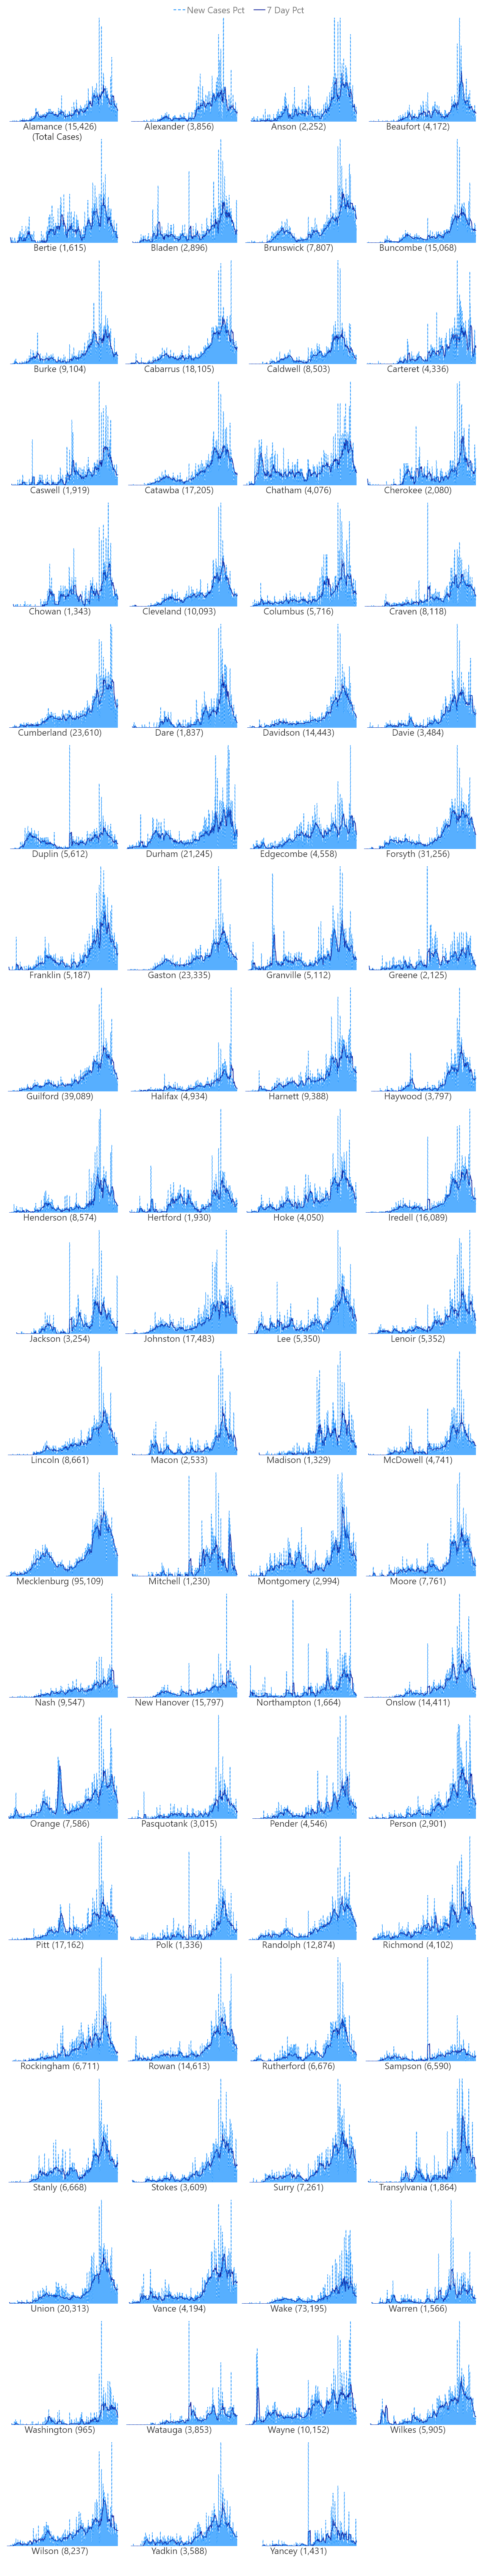 New Cases Pct 7 Day Pct
Alamance (15,426) Alexander (3,856) Anson (2,252) Beaufort (4,172)
(Total Cases)
Bertie (1,615) Bladen (2,896) Brunswick (7,807) Buncombe (15,068)
Burke (9,104) Cabarrus (18,105) Caldwell (8,503) Carteret (4,336)
Caswell (1,919) Catawba (17,205) Chatham (4,076) Cherokee (2,080)
Chowan (1,343) Cleveland (10,093) Columbus (5,716) Craven (8,118)
Cumberland (23,610) Dare (1,837) Davidson (14,443) Davie (3,484)
Duplin (5,612) Durham (21,245) Edgecombe (4,558) Forsyth (31,256)
Franklin (5,187) Gaston (23,335) Granville (5,112) Greene (2,125)
Guilford (39,089) Halifax (4,934) Harnett (9,388) Haywood (3,797)
Henderson (8,574) Hertford (1,930) Hoke (4,050) Iredell (16,089)
Jackson (3,254) Johnston (17,483) Lee (5,350) Lenoir (5,352)
Lincoln (8,661) Macon (2,533) Madison (1,329) McDowell (4,741)
Mecklenburg (95,109) Mitchell (1,230) Montgomery (2,994) Moore (7,761)
Nash (9,547) New Hanover (15,797) Northampton (1,664) Onslow (14,411)
Orange (7,586) Pasquotank (3,015) Pender (4,546) Person (2,901)
Pitt (17,162) Polk (1,336) Randolph (12,874) Richmond (4,102)
Rockingham (6,711) Rowan (14,613) Rutherford (6,676) Sampson (6,590)
Stanly (6,668) Stokes (3,609) Surry (7,261) Transylvania (1,864)
Union (20,313) Vance (4,194) Wake (73,195) Warren (1,566)
Washington (965) Watauga (3,853) Wayne (10,152) Wilkes (5,905)
Wilson (8,237) Yadkin (3,588) Yancey (1,431)